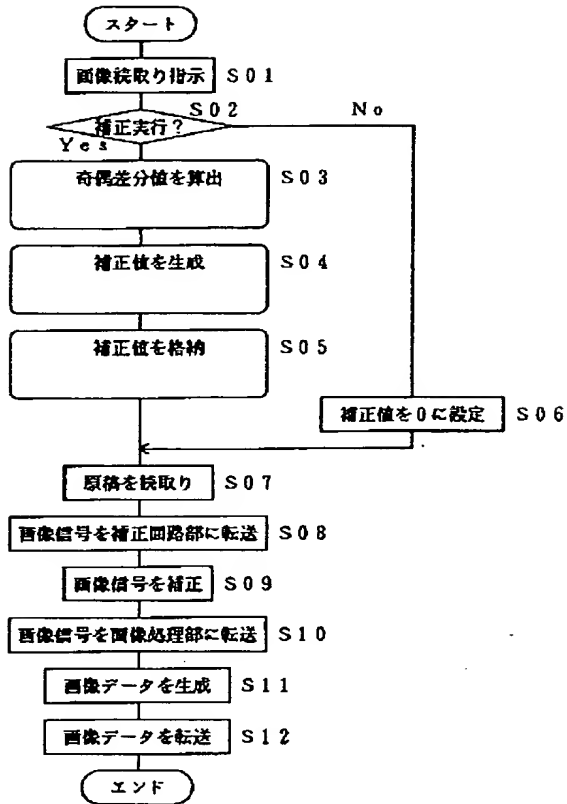 スタート
画像読取り指示 S01
S02
補正実行? No
Yes
奇偶差分値を算出 S03
補正値を生成 S04
補正値を格納 S05
補正値を0に設定 S06
原稿を読取り S07
画像信号を補正回路部に転送 S08
画像信号を補正 S09
画像信号を画像処理部に転送 S10
画像データを生成 S11
画像データを転送 S12
エンド